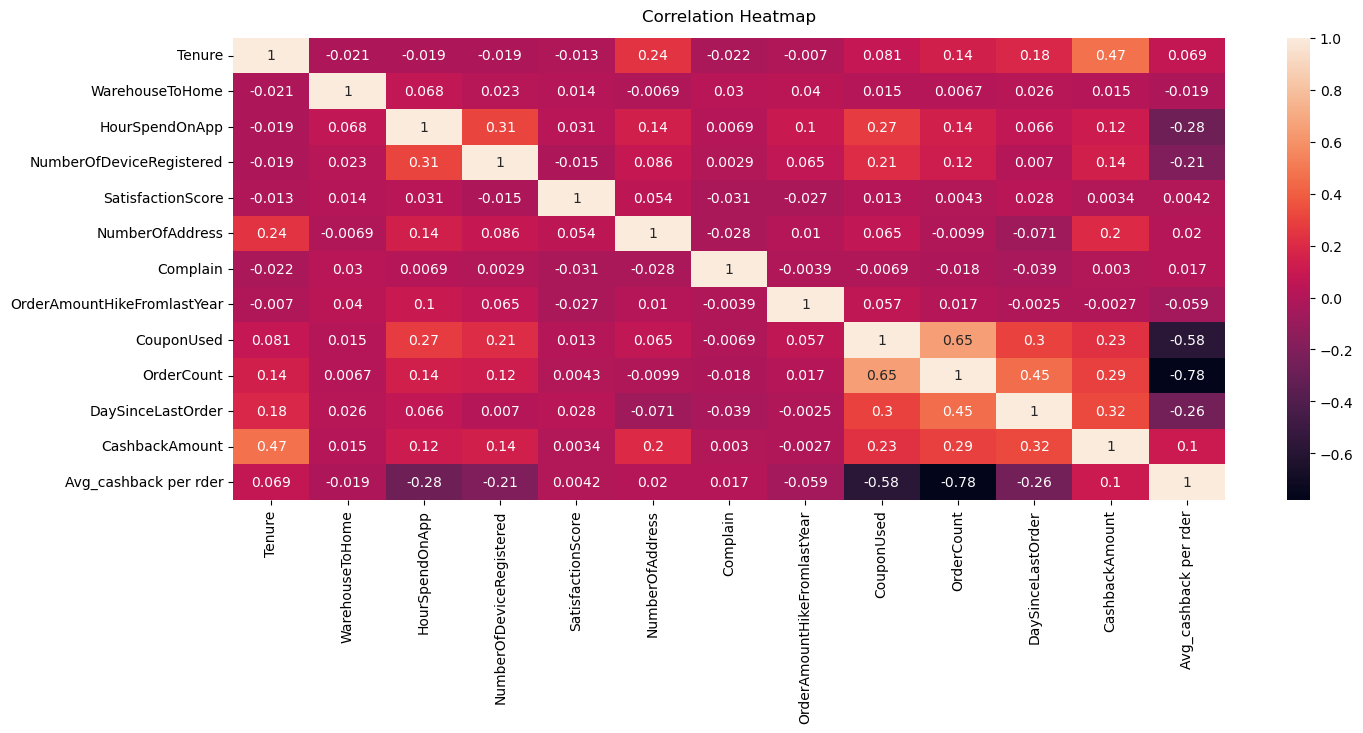 Correlation Heatmap
Tenure 1 -0.021 -0.019 -0.019 -0.013 0.24 -0.022 -0.007 0.081 0.14 0.18 0.47 0.069
WarehouseToHome -0.021 1 0.068 0.023 0.014 -0.0069 0.03 0.04 0.015 0.0067 0.026 0.015 -0.019
HourSpendOnApp -0.019 0.068 1 0.31 0.031 0.14 0.0069 0.1 0.27 0.14 0.066 0.12 -0.28
NumberOfDeviceRegistered -0.019 0.023 0.31 1 -0.015 0.086 0.0029 0.065 0.21 0.12 0.007 0.14 -0.21
SatisfactionScore -0.013 0.014 0.031 -0.015 1 0.054 -0.031 -0.027 0.013 0.0043 0.028 0.0034 0.0042
NumberOfAddress 0.24 -0.0069 0.14 0.086 0.054 1 -0.028 0.01 0.065 -0.0099 -0.071 0.2 0.02
Complain -0.022 0.03 0.0069 0.0029 -0.031 -0.028 1 -0.0039 -0.0069 -0.018 -0.039 0.003 0.017
OrderAmountHikeFromlastYear -0.007 0.04 0.1 0.065 -0.027 0.01 -0.0039 1 0.057 0.017 -0.0025 -0.0027 -0.059
CouponUsed 0.081 0.015 0.27 0.21 0.013 0.065 -0.0069 0.057 1 0.65 0.3 0.23 -0.58
OrderCount 0.14 0.0067 0.14 0.12 0.0043 -0.0099 -0.018 0.017 0.65 1 0.45 0.29 -0.78
DaySinceLastOrder 0.18 0.026 0.066 0.007 0.028 -0.071 -0.039 -0.0025 0.3 0.45 1 0.32 -0.26
CashbackAmount 0.47 0.015 0.12 0.14 0.0034 0.2 0.003 -0.0027 0.23 0.29 0.32 1 0.1
Avg_cashback per rder 0.069 -0.019 -0.28 -0.21 0.0042 0.02 0.017 -0.059 -0.58 -0.78 -0.26 0.1 1
Tenure
WarehouseToHome
HourSpendOnApp
NumberOfDeviceRegistered
SatisfactionScore
NumberOfAddress
Complain
OrderAmountHikeFromlastYear
CouponUsed
OrderCount
DaySinceLastOrder
CashbackAmount
Avg_cashback per rder
1.0
0.8
0.6
0.4
0.2
0.0
-0.2
-0.4
-0.6